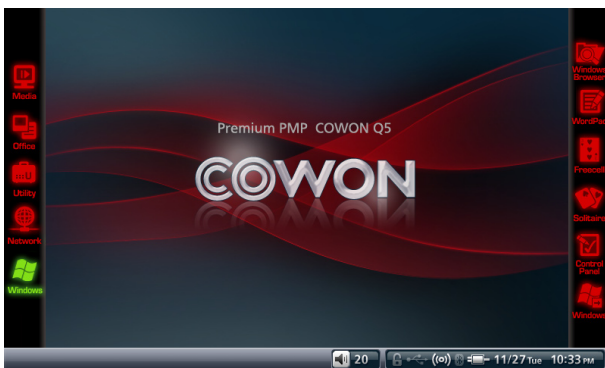 Media
Office
Utility
Network
Windows
Premium PMP COWON Q5
COWON
Windows
Browser
WordPad
Freecell
Solitaire
Control
Panel
Windows
20
11/27 Tue 10:33 PM